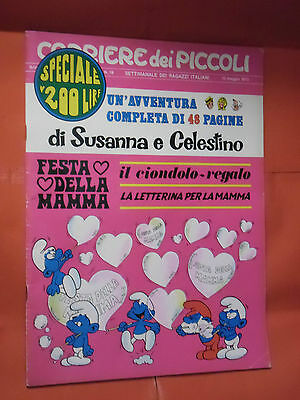 CORRIERE dei PICCOLI
SETTIMANALE DEI RAGAZZI ITALIANI
SPECIALE
200 LIRE
UN'AVVENTURA
COMPLETA DI 48 PAGINE
di Susanna e Celestino
FESTA
DELLA
MAMMA
il ciondolo-regalo
LA LETTERINA PER LA MAMMA